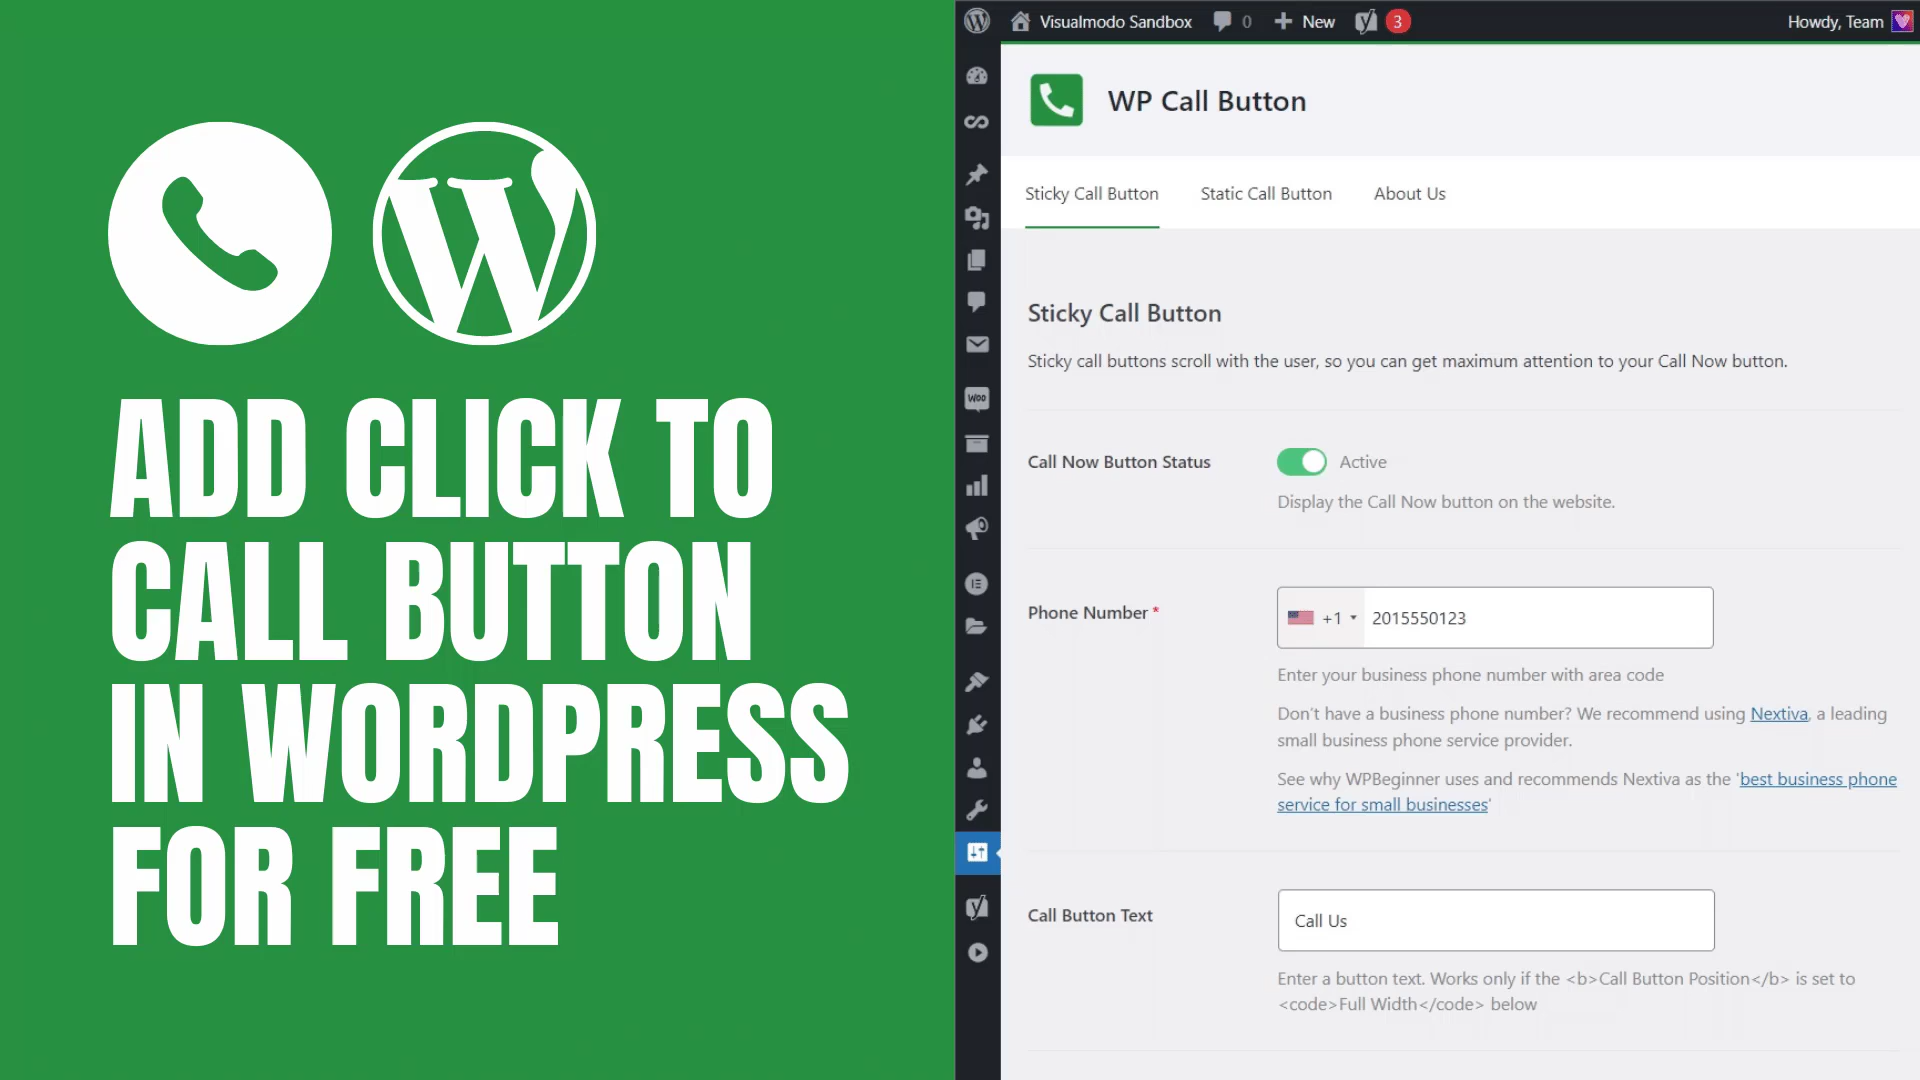 ADD CLICK TO
CALL BUTTON
IN WORDPRESS
FOR FREE
Visualmodo Sandbox 0 New 3 Howdy, Team
WP Call Button
Sticky Call Button Static Call Button About Us
Sticky Call Button
Sticky call buttons scroll with the user, so you can get maximum attention to your Call Now button.
Call Now Button Status Active
Display the Call Now button on the website.
Phone Number * +1 2015550123
Enter your business phone number with area code
Don't have a business phone number? We recommend using Nextiva, a leading
small business phone service provider.
See why WPBeginner uses and recommends Nextiva as the 'best business phone
service for small businesses'
Call Button Text Call Us
Enter a button text. Works only if the <b>Call Button Position</b> is set to
<code>Full Width</code> below